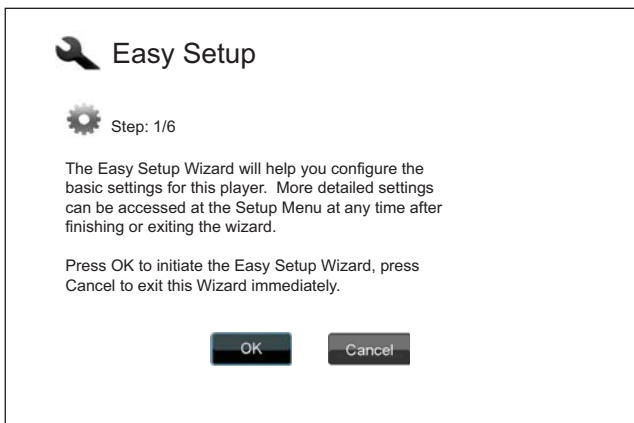 Easy Setup
Step: 1/6
The Easy Setup Wizard will help you configure the
basic settings for this player.  More detailed settings
can be accessed at the Setup Menu at any time after
finishing or exiting the wizard.
Press OK to initiate the Easy Setup Wizard, press
Cancel to exit this Wizard immediately.
OK
Cancel